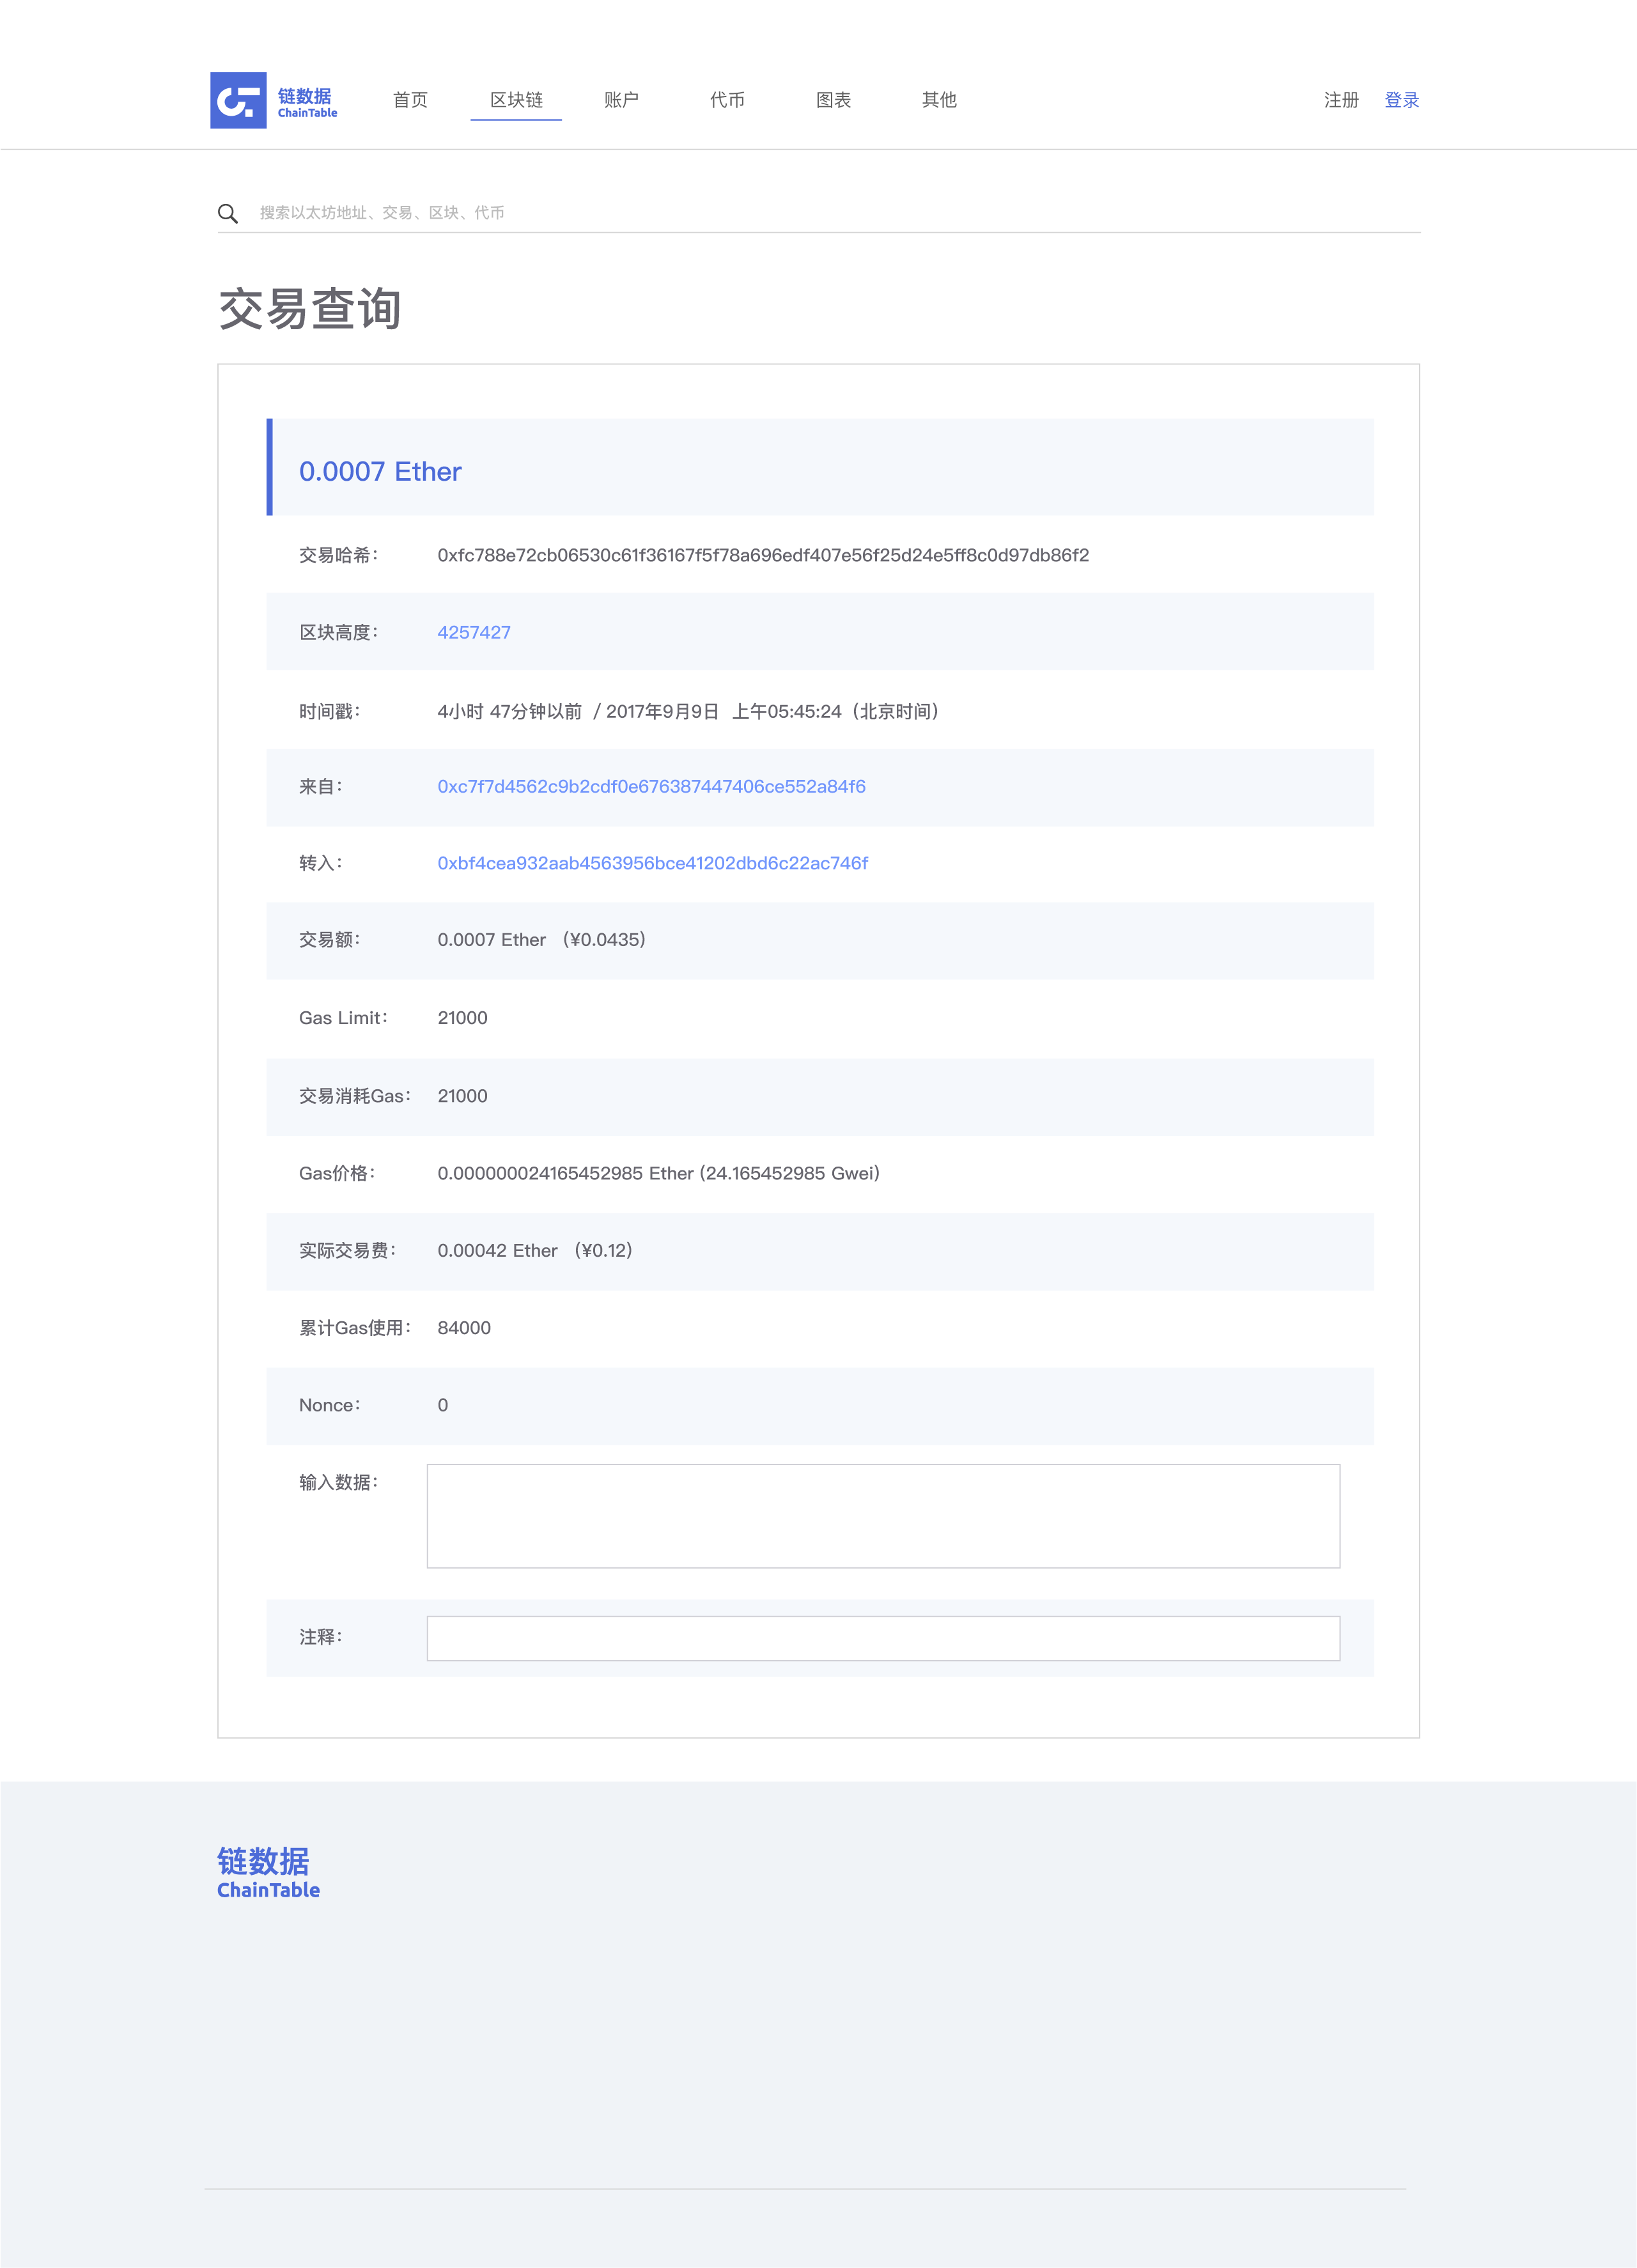 链数据
ChainTable
首页 区块链 账户 代币 图表 其他 注册 登录
搜索以太坊地址、交易、区块、代币
交易查询
0.0007 Ether
交易哈希： 0xfc788e72cb06530c61f36167f5f78a696edf407e56f25d24e5ff8c0d97db86f2
区块高度： 4257427
时间戳： 4小时 47分钟以前 / 2017年9月9日 上午05:45:24（北京时间）
来自： 0xc7f7d4562c9b2cdf0e676387447406ce552a84f6
转入： 0xbf4cea932aab4563956bce41202dbd6c22ac746f
交易额： 0.0007 Ether （¥0.0435）
Gas Limit： 21000
交易消耗Gas： 21000
Gas价格： 0.000000024165452985 Ether (24.165452985 Gwei)
实际交易费： 0.00042 Ether （¥0.12）
累计Gas使用： 84000
Nonce： 0
输入数据：
注释：
链数据
ChainTable